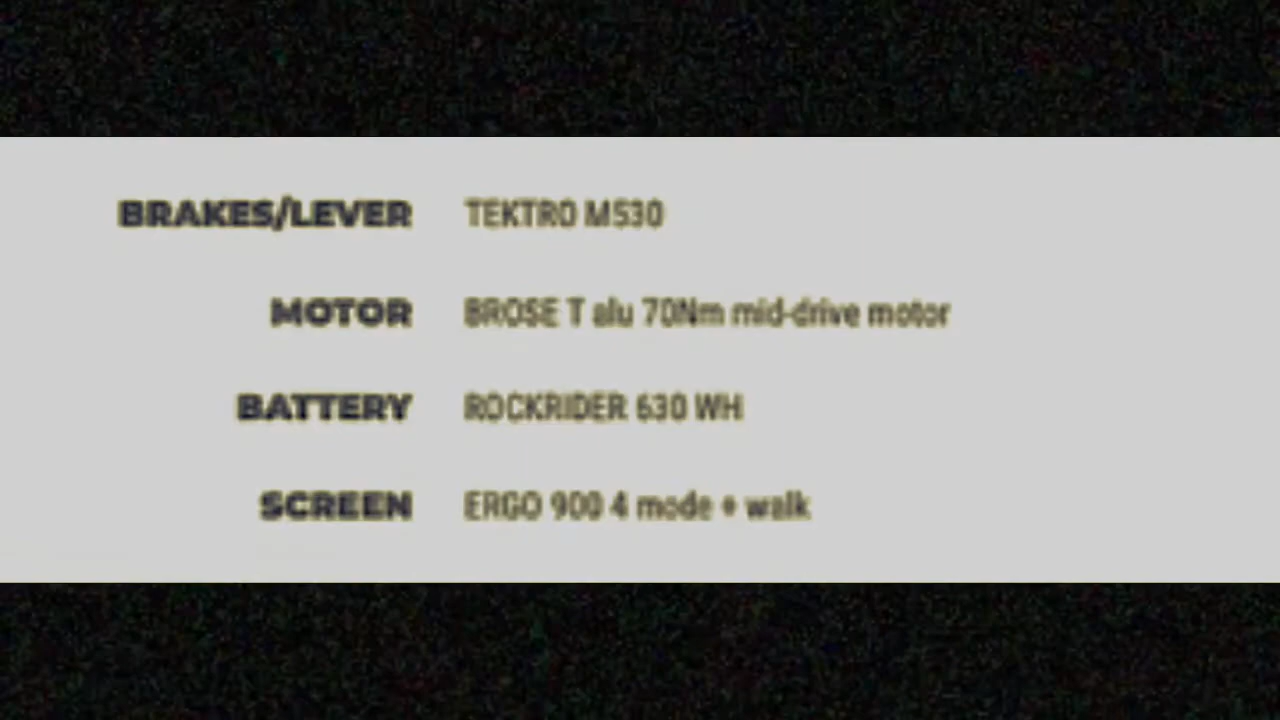 BRAKES/LEVER TEKTRO M530
MOTOR BROSE T alu 70Nm mid-drive motor
BATTERY ROCKRIDER 630 WH
SCREEN ERGO 900 4 mode + walk